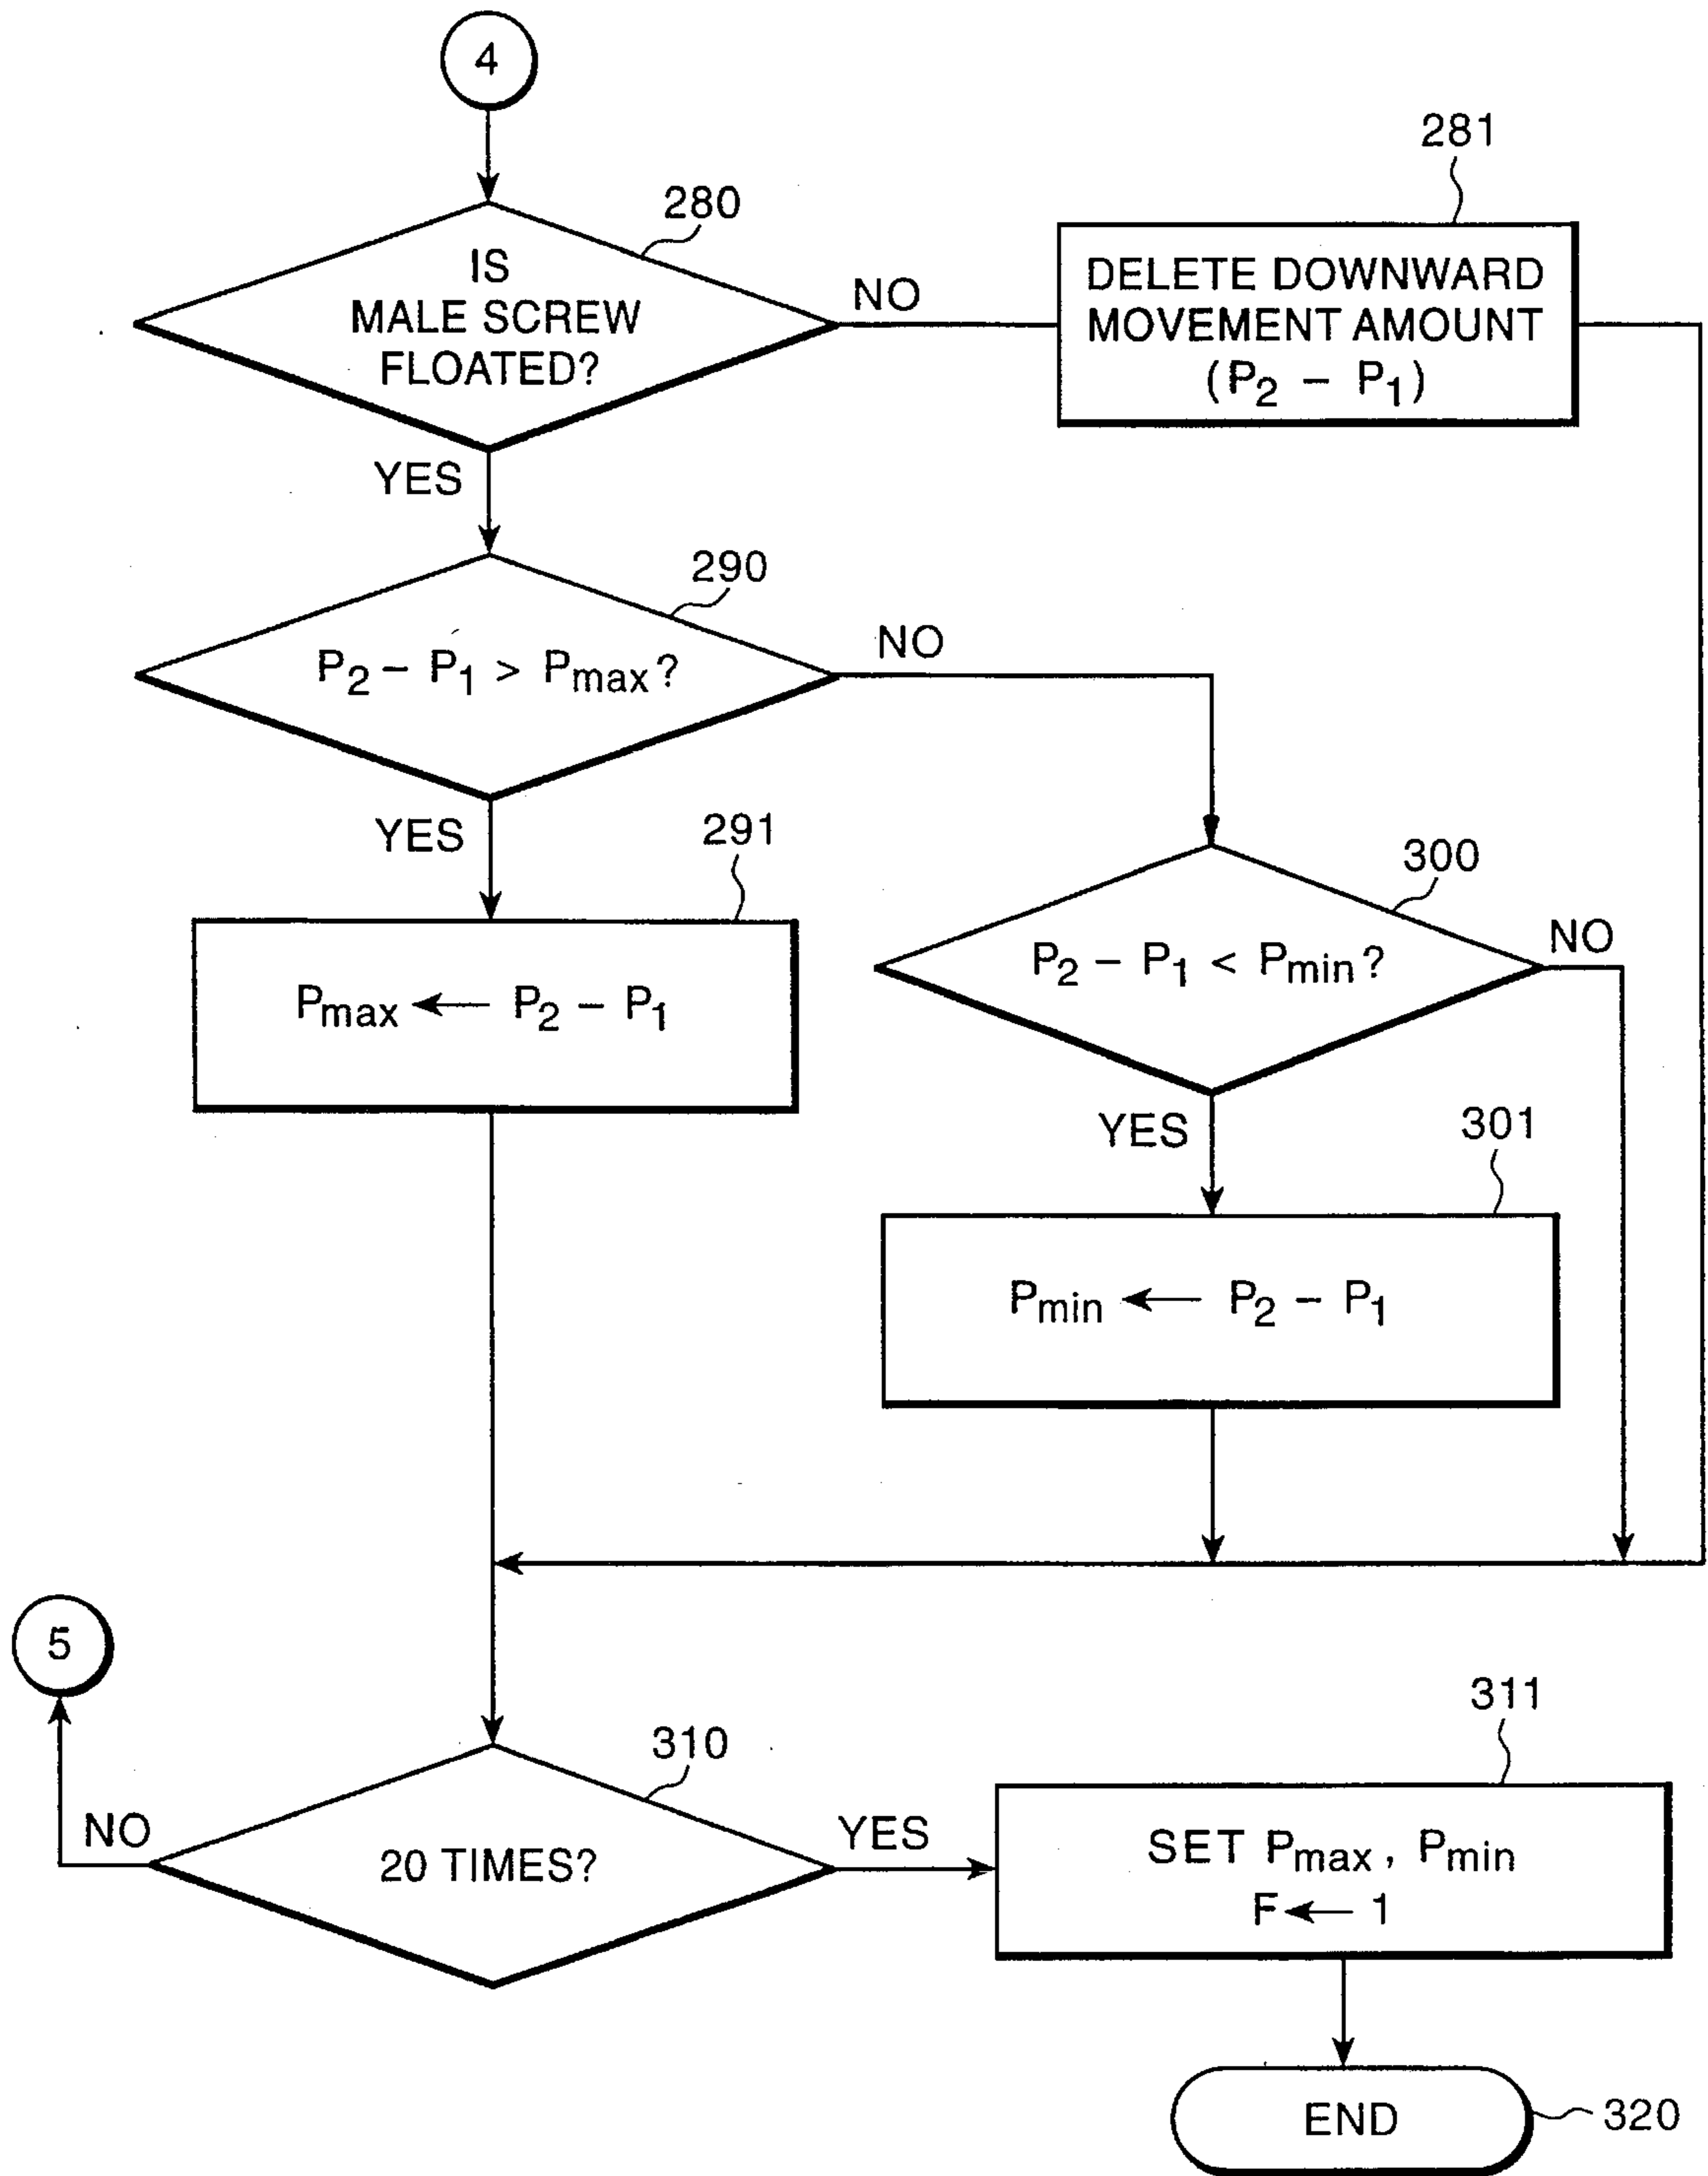 4
280
IS
MALE SCREW
FLOATED?
NO
281
DELETE DOWNWARD
MOVEMENT AMOUNT
(P2 − P1)
YES
290
P2 − P1 > Pmax?
NO
YES
291
Pmax ← P2 − P1
300
P2 − P1 < Pmin?
NO
YES
301
Pmin ← P2 − P1
5
310
20 TIMES?
NO
YES
311
SET Pmax, Pmin
F ← 1
END
320